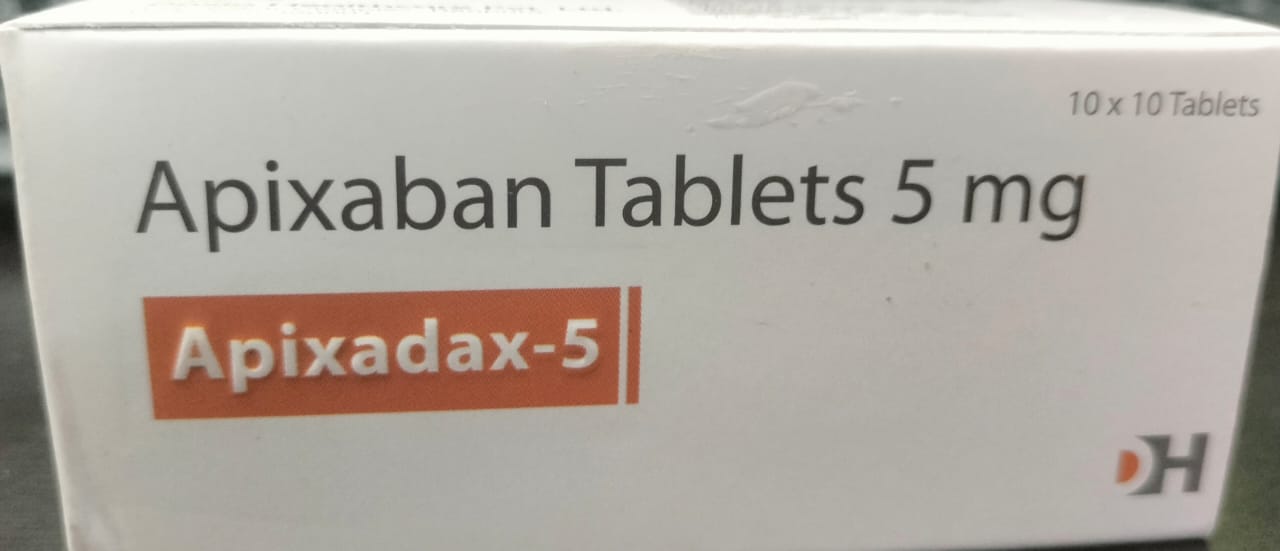 10 x 10 Tablets
Apixaban Tablets 5 mg
Apixadax-5
DH